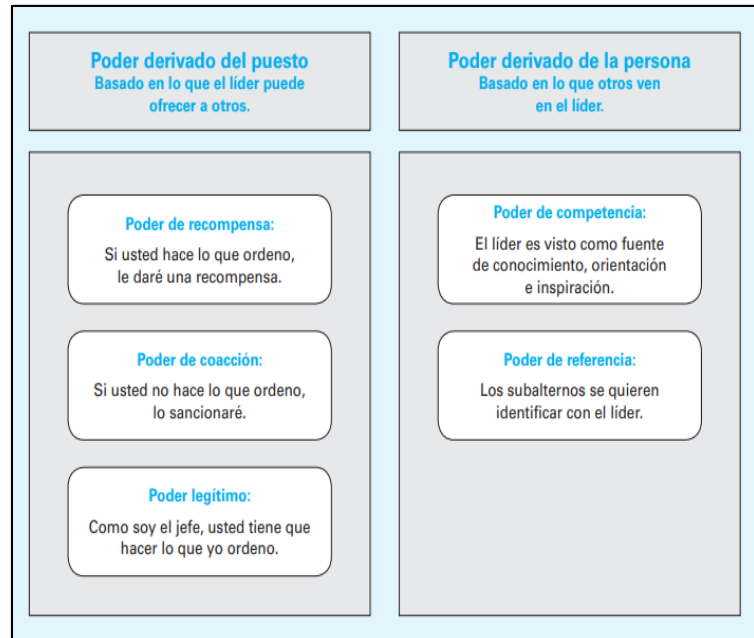 Poder derivado del puesto
Basado en lo que el líder puede
ofrecer a otros.
Poder de recompensa:
Si usted hace lo que ordeno,
le daré una recompensa.
Poder de coacción:
Si usted no hace lo que ordeno,
lo sancionaré.
Poder legítimo:
Como soy el jefe, usted tiene que
hacer lo que yo ordeno.
Poder derivado de la persona
Basado en lo que otros ven
en el líder.
Poder de competencia:
El líder es visto como fuente
de conocimiento, orientación
e inspiración.
Poder de referencia:
Los subalternos se quieren
identificar con el líder.